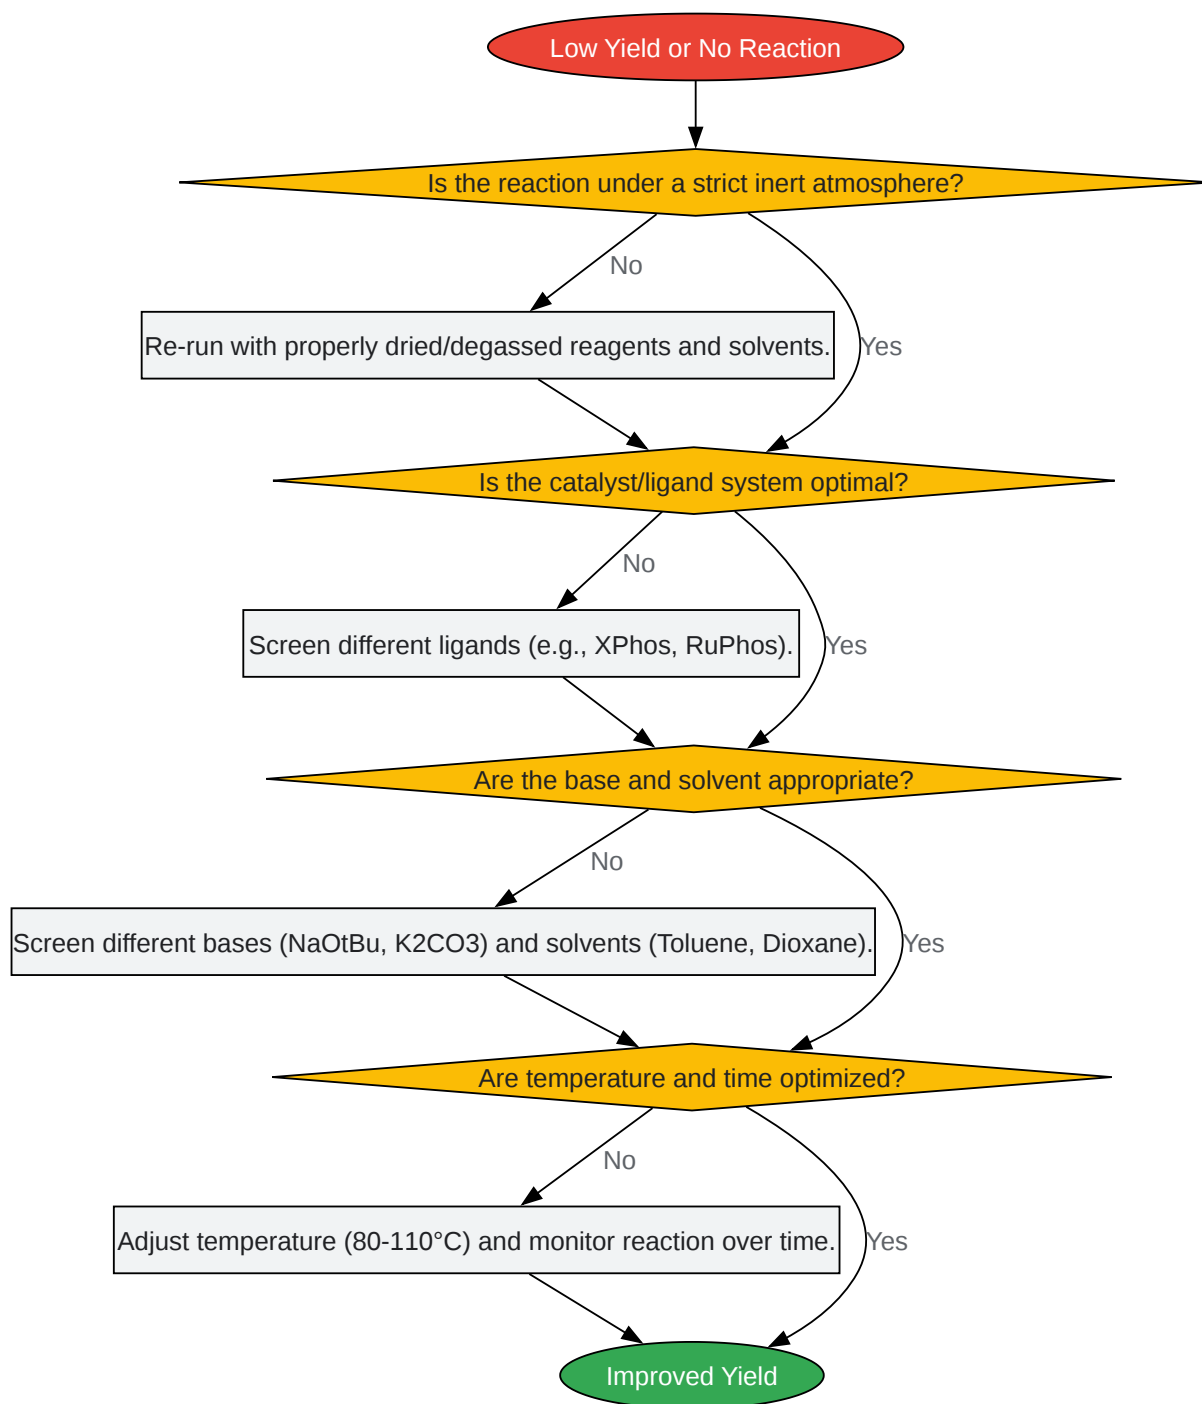 Low Yield or No Reaction
Is the reaction under a strict inert atmosphere?
No
Re-run with properly dried/degassed reagents and solvents.
Yes
Is the catalyst/ligand system optimal?
No
Screen different ligands (e.g., XPhos, RuPhos).
Yes
Are the base and solvent appropriate?
No
Screen different bases (NaOtBu, K2CO3) and solvents (Toluene, Dioxane).
Yes
Are temperature and time optimized?
No
Adjust temperature (80-110°C) and monitor reaction over time.
Yes
Improved Yield